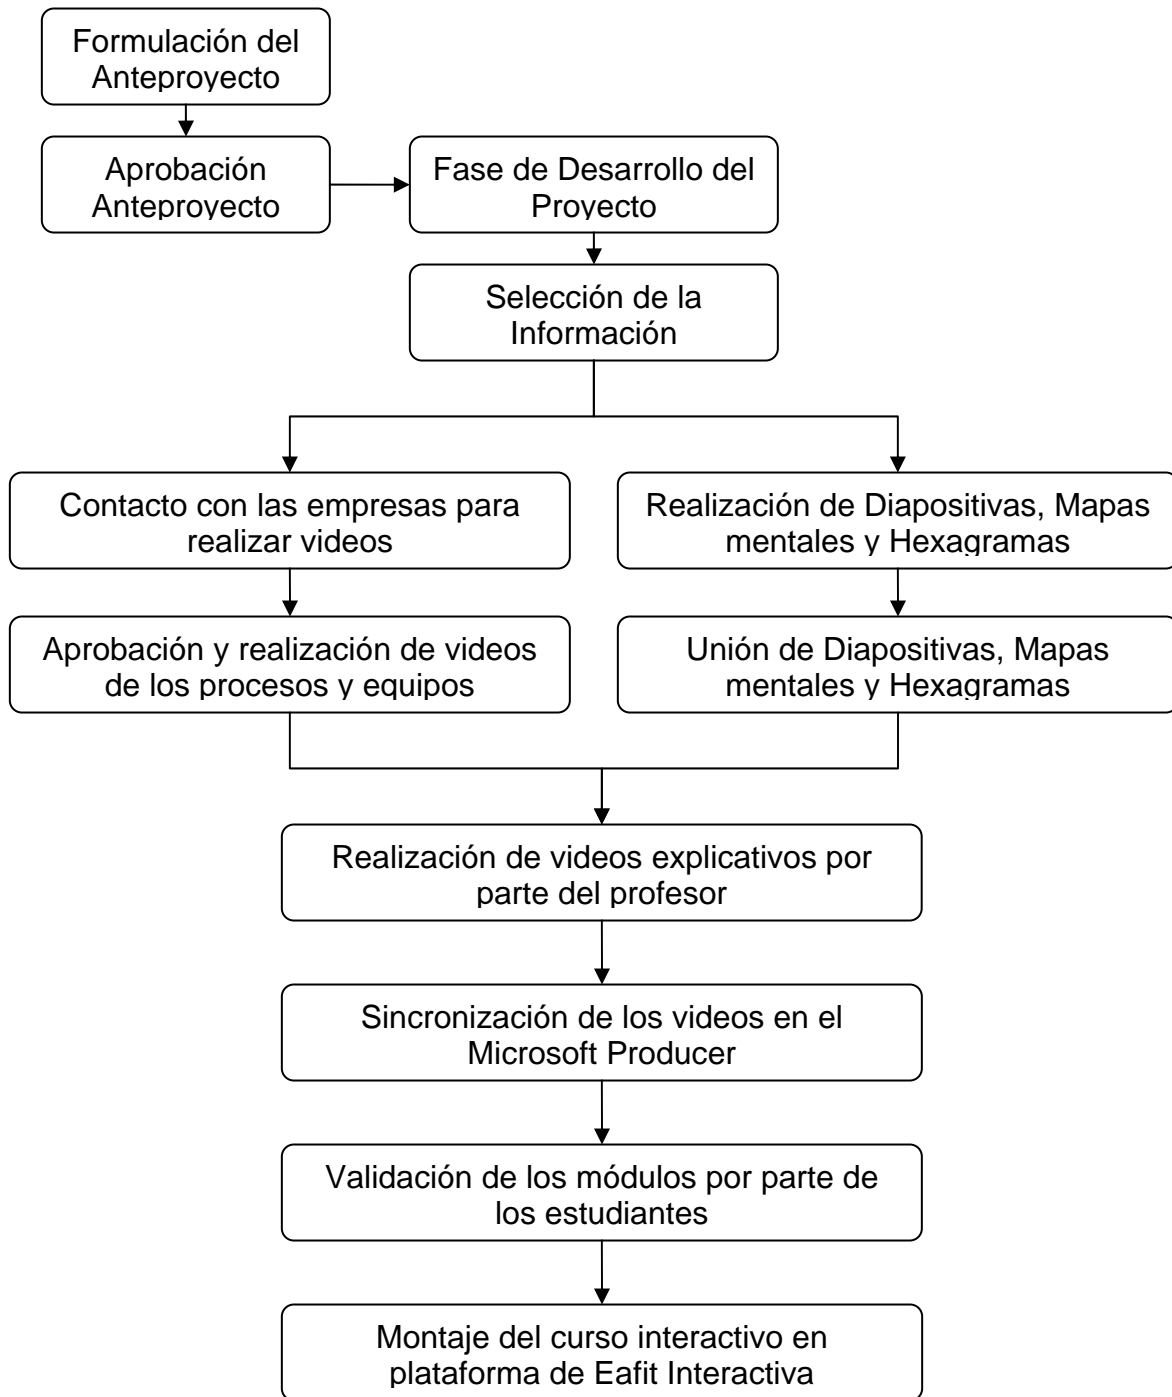 Formulación del
Anteproyecto
Aprobación
Anteproyecto
Fase de Desarrollo del
Proyecto
Selección de la
Información
Contacto con las empresas para
realizar videos
Realización de Diapositivas, Mapas
mentales y Hexagramas
Aprobación y realización de videos
de los procesos y equipos
Unión de Diapositivas, Mapas
mentales y Hexagramas
Realización de videos explicativos por
parte del profesor
Sincronización de los videos en el
Microsoft Producer
Validación de los módulos por parte de
los estudiantes
Montaje del curso interactivo en
plataforma de Eafit Interactiva